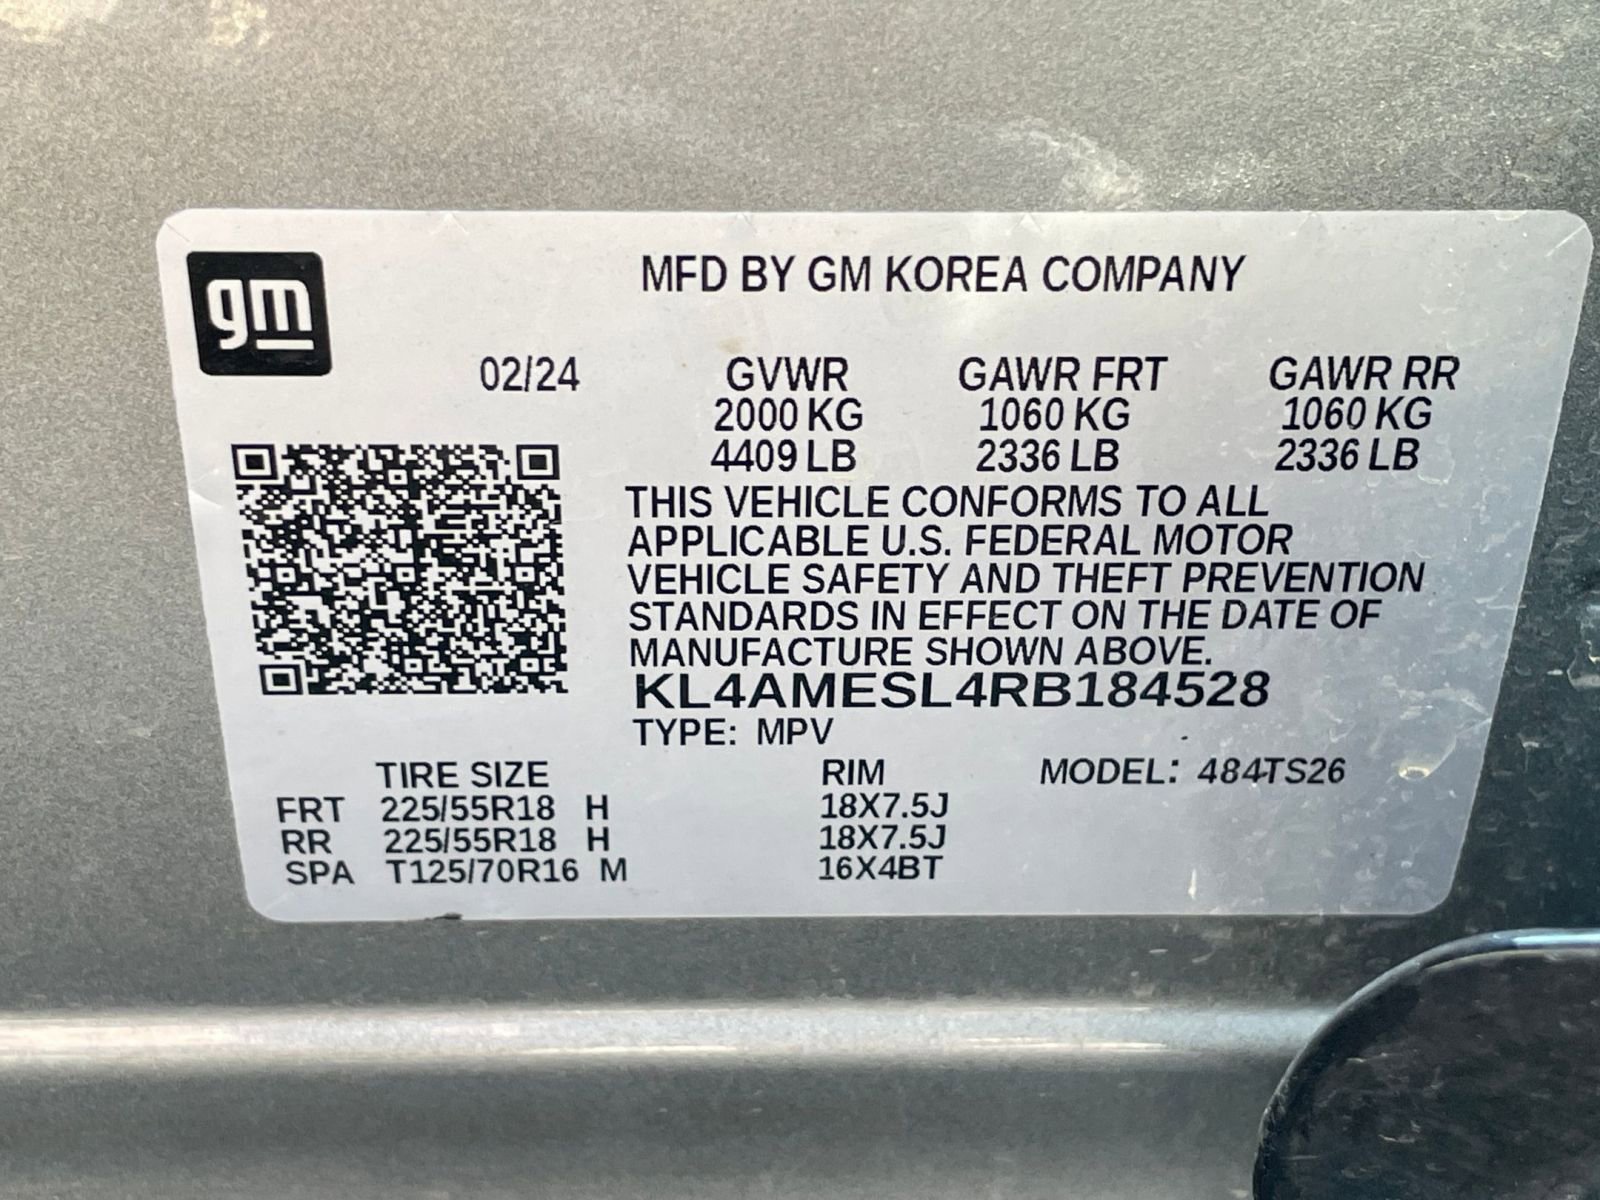 gm
MFD BY GM KOREA COMPANY
02/24 GVWR GAWR FRT GAWR RR
2000 KG 1060 KG 1060 KG
4409 LB 2336 LB 2336 LB
THIS VEHICLE CONFORMS TO ALL
APPLICABLE U.S. FEDERAL MOTOR
VEHICLE SAFETY AND THEFT PREVENTION
STANDARDS IN EFFECT ON THE DATE OF
MANUFACTURE SHOWN ABOVE.
KL4AMESL4RB184528
TYPE: MPV
TIRE SIZE RIM MODEL: 484TS26
FRT 225/55R18 H 18X7.5J
RR 225/55R18 H 18X7.5J
SPA T125/70R16 M 16X4BT